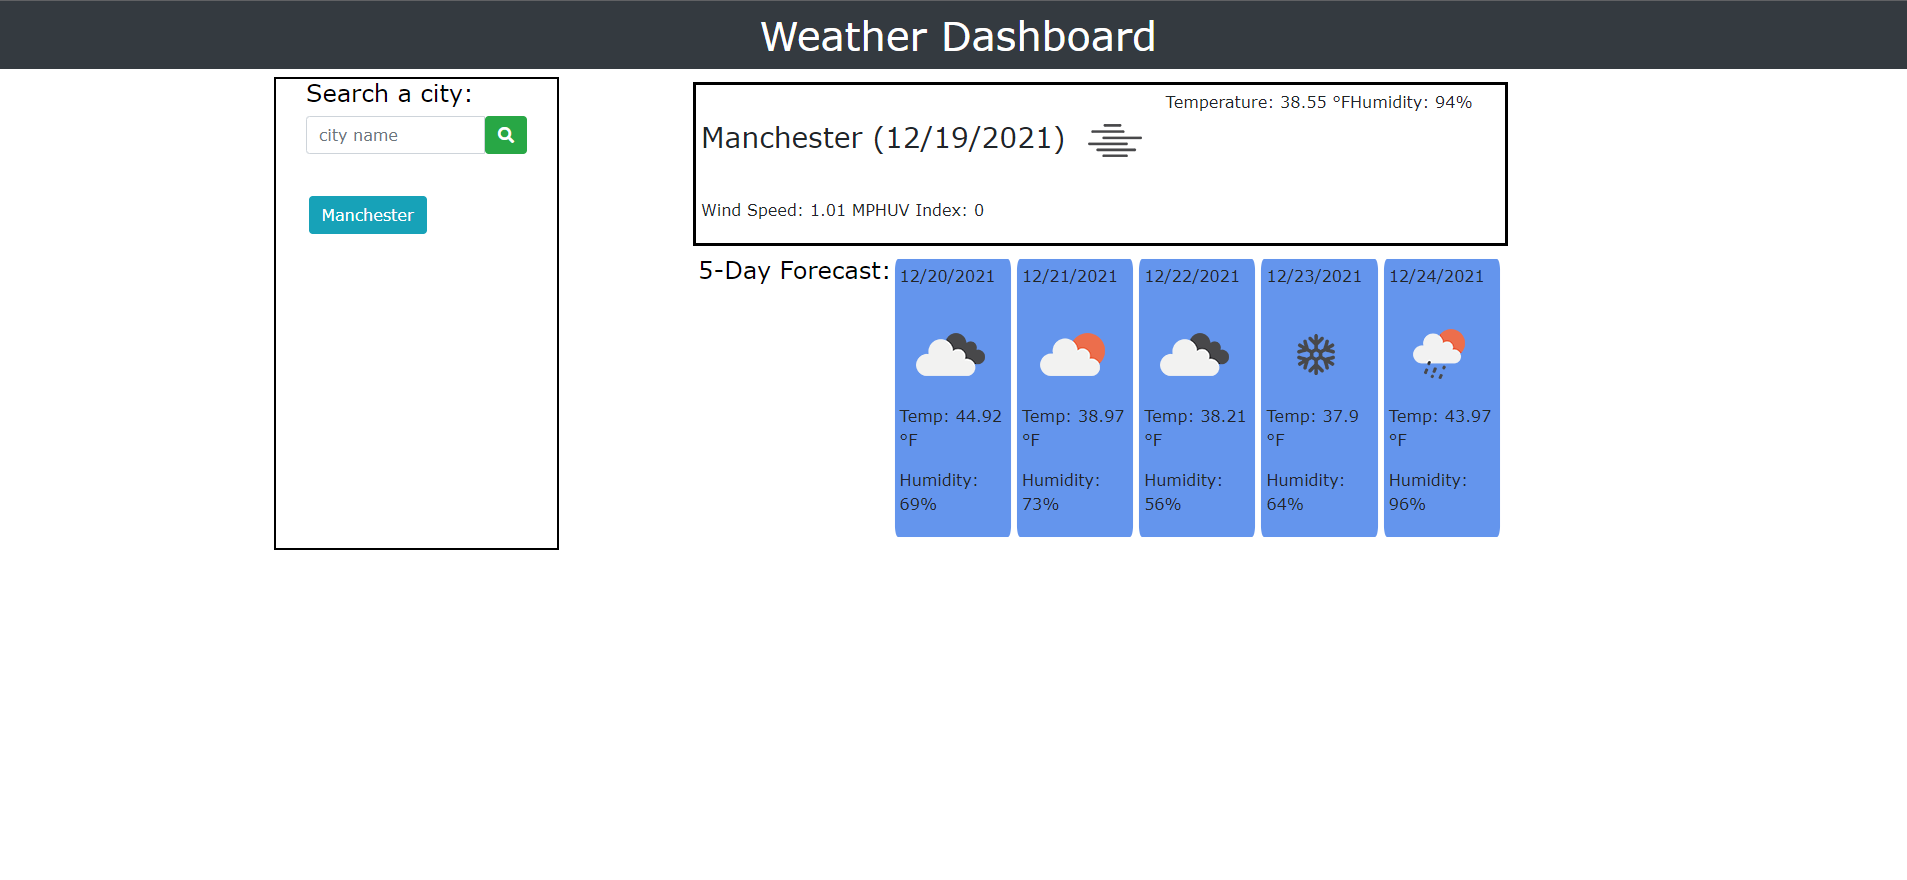 Weather Dashboard
Search a city:
city name
Manchester
Temperature: 38.55 °FHumidity: 94%
Manchester (12/19/2021)
Wind Speed: 1.01 MPHUV Index: 0
5-Day Forecast:
12/20/2021
Temp: 44.92
°F
Humidity:
69%
12/21/2021
Temp: 38.97
°F
Humidity:
73%
12/22/2021
Temp: 38.21
°F
Humidity:
56%
12/23/2021
Temp: 37.9
°F
Humidity:
64%
12/24/2021
Temp: 43.97
°F
Humidity:
96%